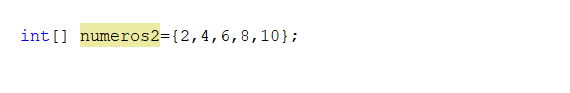 int[] numeros2={2,4,6,8,10};